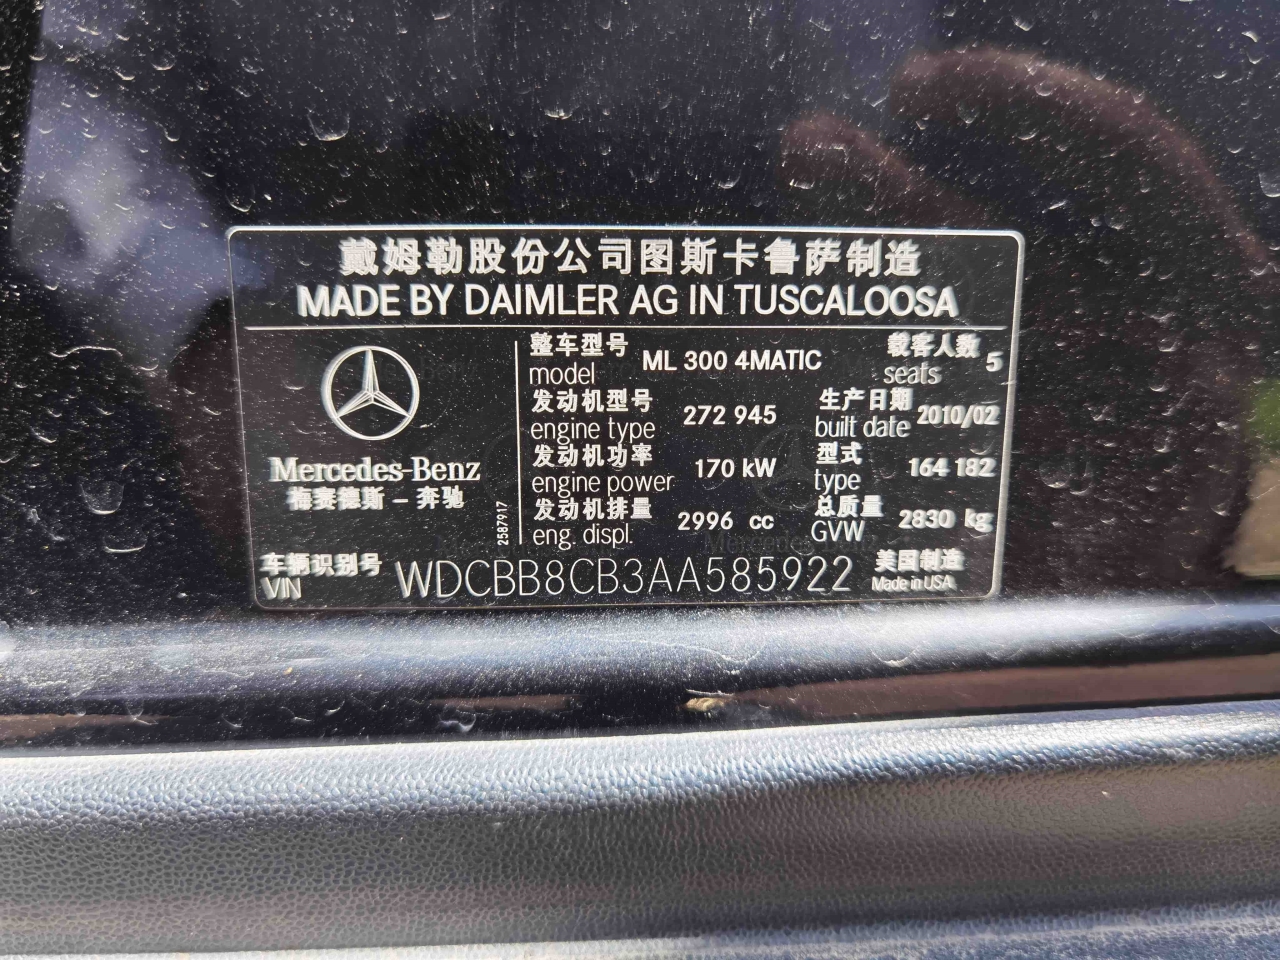 戴姆勒股份公司图斯卡鲁萨制造
MADE BY DAIMLER AG IN TUSCALOOSA
Mercedes-Benz
梅赛德斯－奔驰
2587917
整车型号 ML 300 4MATIC 载客人数 5
model seats
发动机型号 272 945 生产日期 2010/02
engine type built date
发动机功率 170 kW 型式 164 182
engine power type
发动机排量 2996 cc 总质量 2830 kg
eng. displ. GVW
车辆识别号 WDCBB8CB3AA585922 美国制造
VIN Made in USA